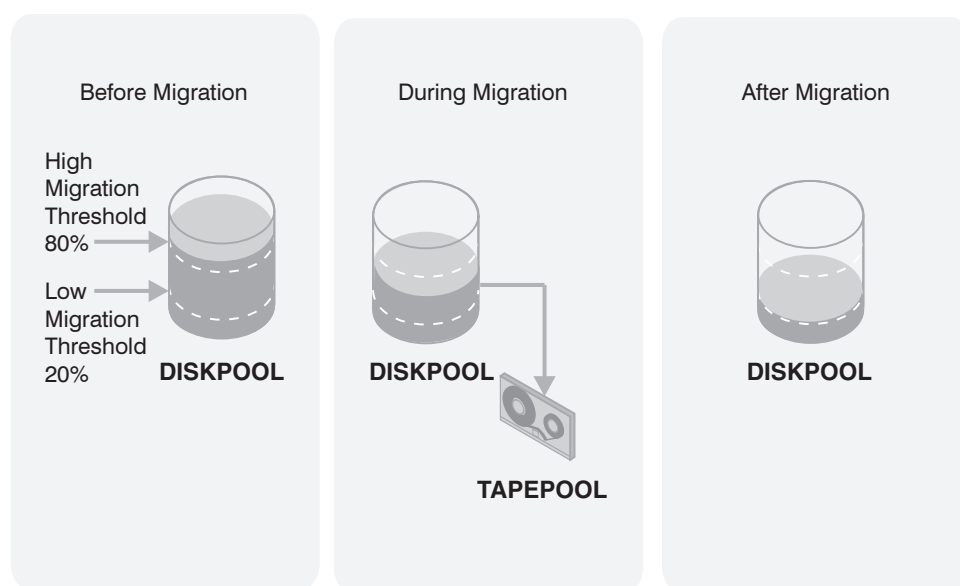 Before Migration
High
Migration
Threshold
80%
Low
Migration
Threshold
20%
DISKPOOL
During Migration
DISKPOOL
TAPEPOOL
After Migration
DISKPOOL